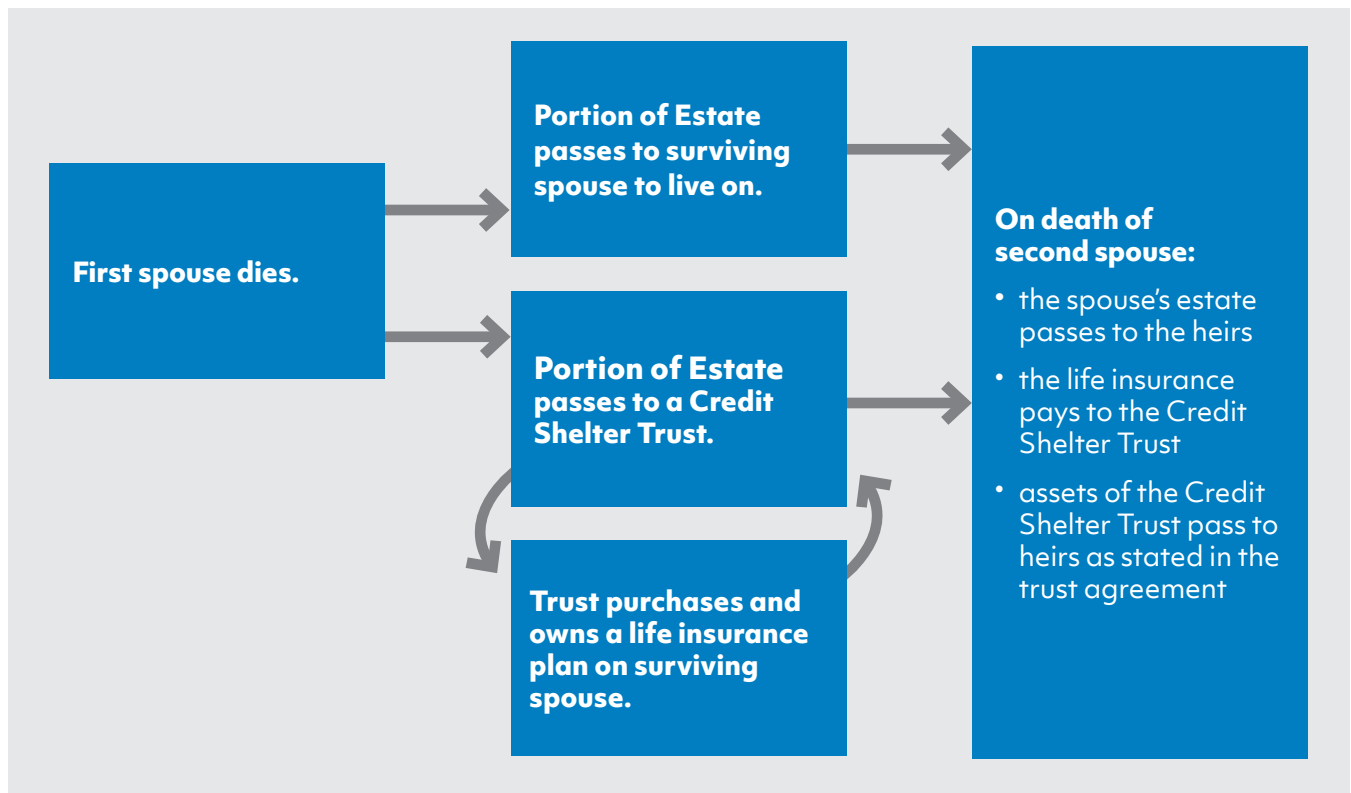 First spouse dies.
Portion of Estate
passes to surviving
spouse to live on.
Portion of Estate
passes to a Credit
Shelter Trust.
Trust purchases and
owns a life insurance
plan on surviving
spouse.
On death of
second spouse:
• the spouse’s estate
passes to the heirs
• the life insurance
pays to the Credit
Shelter Trust
• assets of the Credit
Shelter Trust pass to
heirs as stated in the
trust agreement